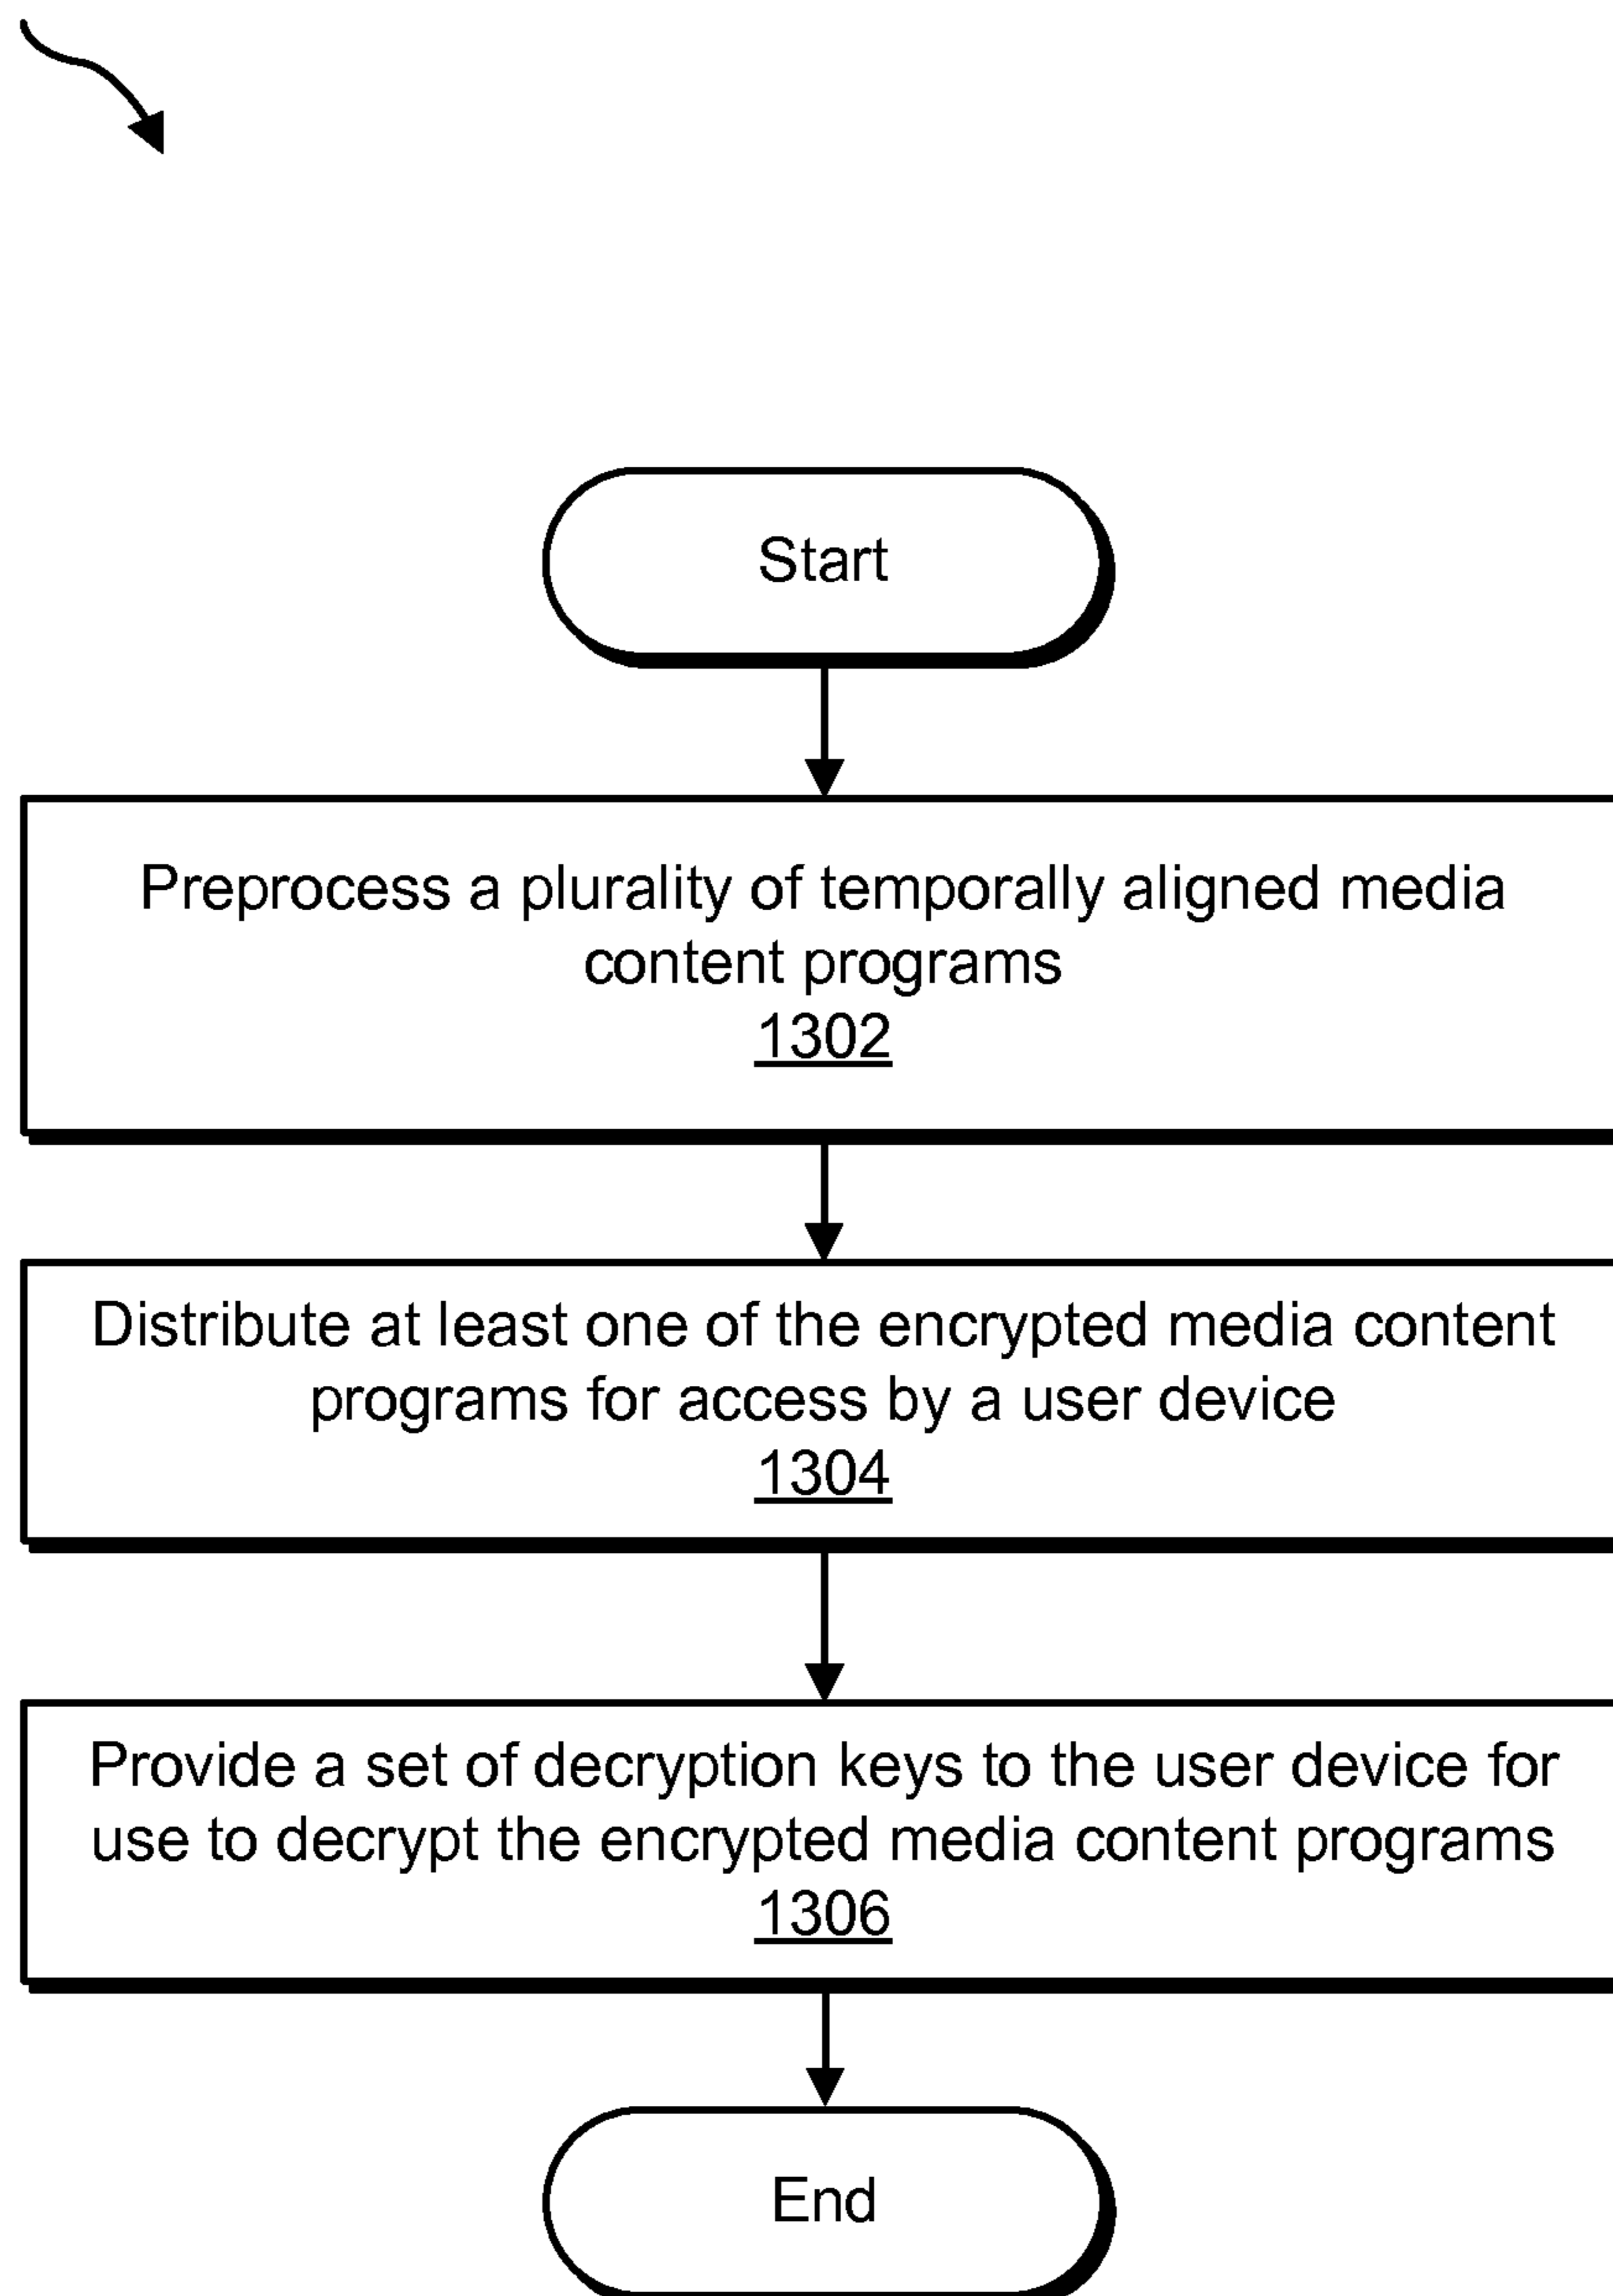 Start
Preprocess a plurality of temporally aligned media
content programs
1302
Distribute at least one of the encrypted media content
programs for access by a user device
1304
Provide a set of decryption keys to the user device for
use to decrypt the encrypted media content programs
1306
End